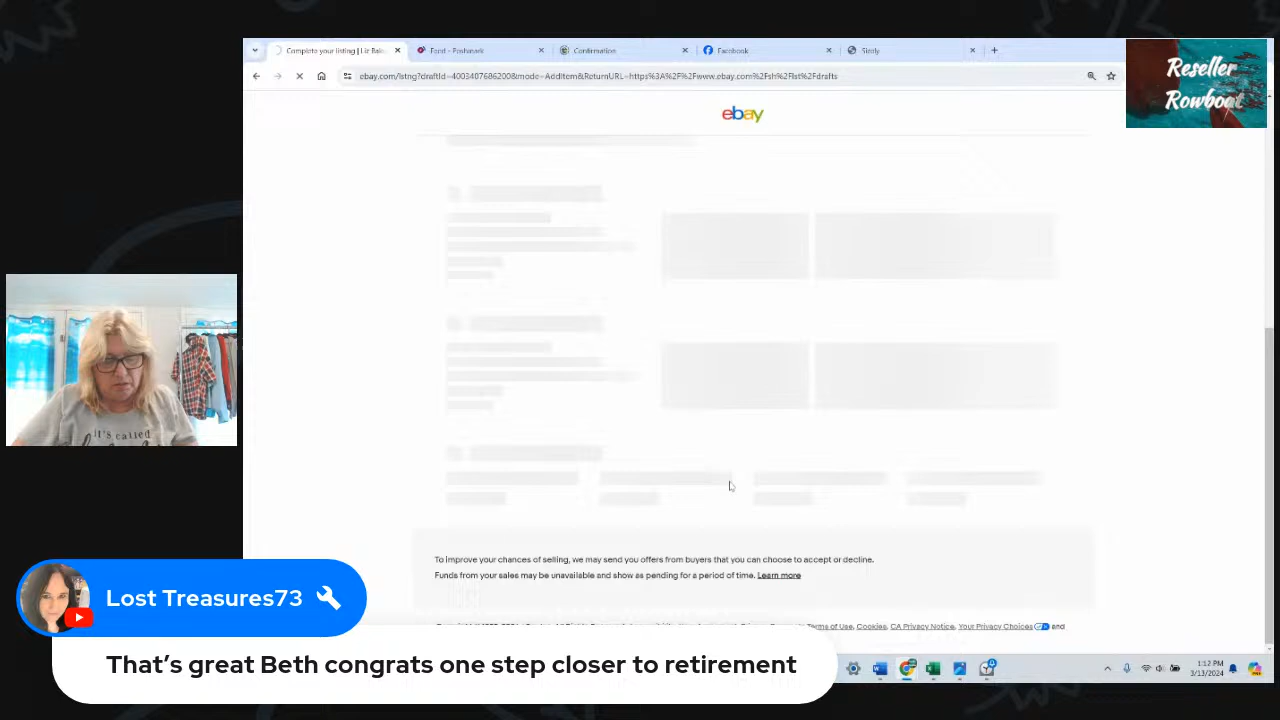 Complete your listing | Liz
Food - Poshmark
Confirmation
Facebook
ebay.com/lstng?draftId=4003407686200&mode=AddItem&ReturnURL=https%3A%2F%2Fwww.ebay.com%2Fsh%2Flst%2Fdrafts
Reseller
Rowboat
ebay
it's called
To improve your chances of selling, we may send you offers from buyers that you can choose to accept or decline.
Funds from your sales may be unavailable and show as pending for a period of time. Learn more
Terms of Use, Cookies, CA Privacy Notice, Your Privacy Choices and
Lost Treasures73
That's great Beth congrats one step closer to retirement
1:12 PM
3/13/2024